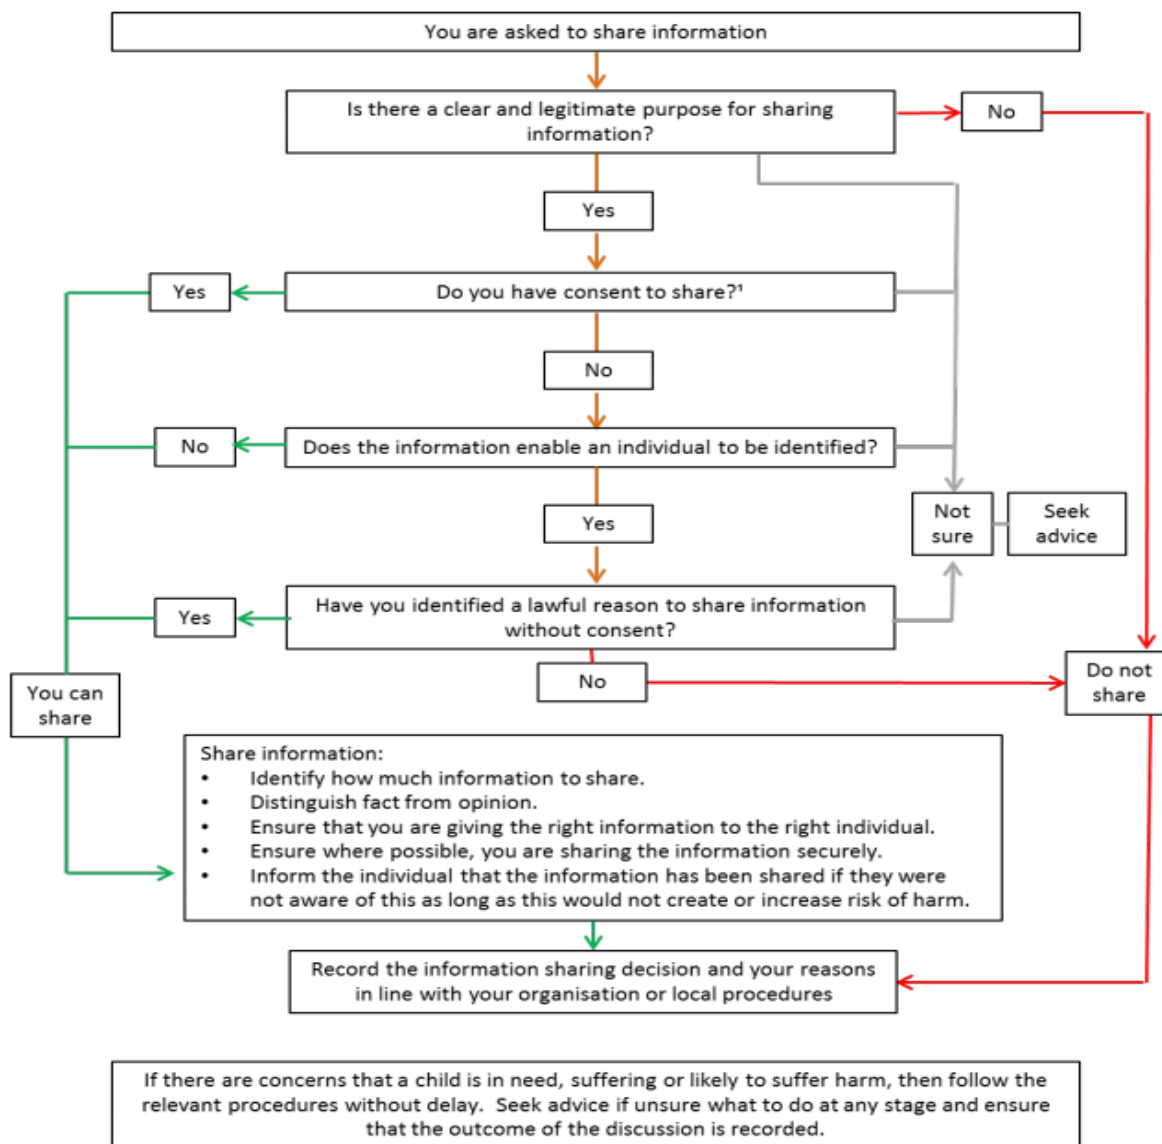 You are asked to share information
Is there a clear and legitimate purpose for sharing
information?
No
Yes
Yes
Do you have consent to share?¹
No
No
Does the information enable an individual to be identified?
Yes
Not
sure
Seek
advice
Yes
Have you identified a lawful reason to share information
without consent?
No
Do not
share
You can
share
Share information:
• Identify how much information to share.
• Distinguish fact from opinion.
• Ensure that you are giving the right information to the right individual.
• Ensure where possible, you are sharing the information securely.
• Inform the individual that the information has been shared if they were
not aware of this as long as this would not create or increase risk of harm.
Record the information sharing decision and your reasons
in line with your organisation or local procedures
If there are concerns that a child is in need, suffering or likely to suffer harm, then follow the
relevant procedures without delay. Seek advice if unsure what to do at any stage and ensure
that the outcome of the discussion is recorded.